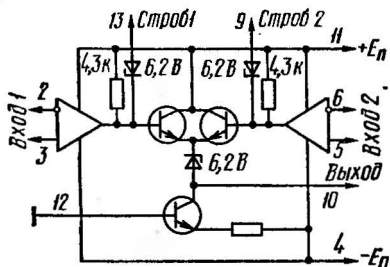 13 Строб1 9 Строб 2 11 +Eп
4,3к 6,2 В 6,2В 4,3к
2 6
Вход 1 Вход 2
3 5
6,2В Выход
12 10
4 -Eп